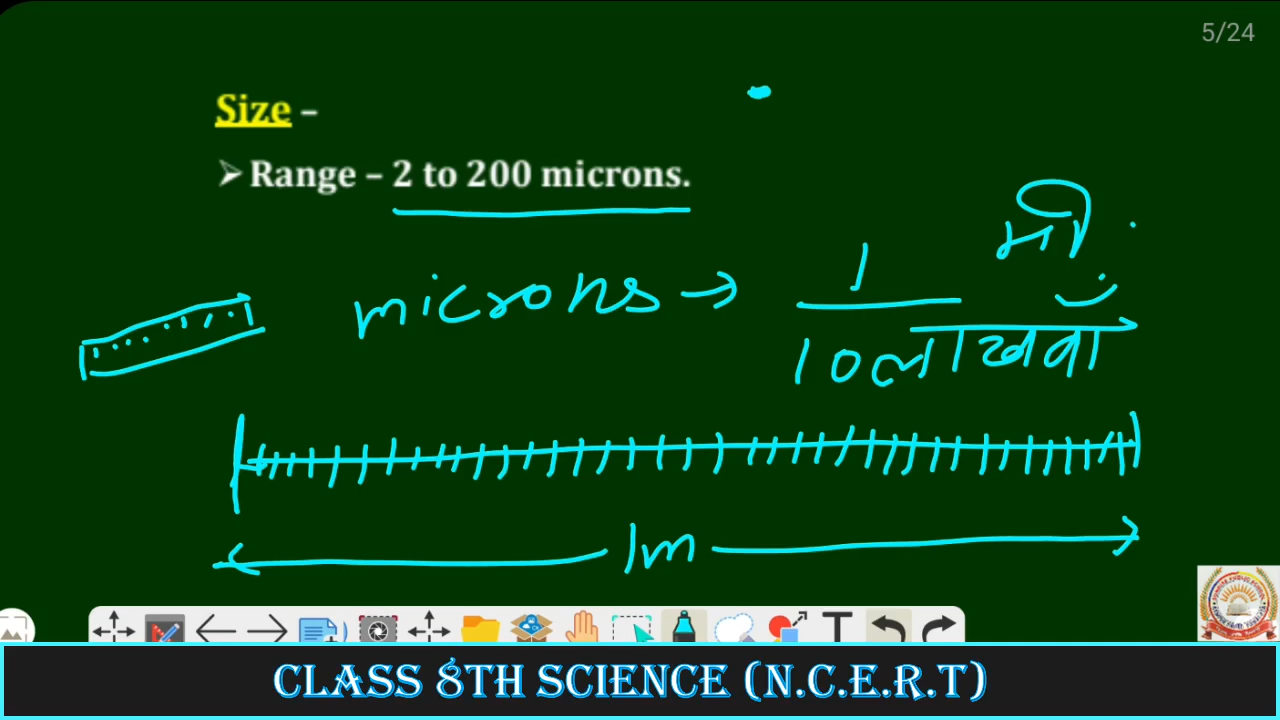 5/24
Size –
➢ Range – 2 to 200 microns.
microns → 1 मी.
10लाखवा
1m
CLASS 8TH SCIENCE (N.C.E.R.T)